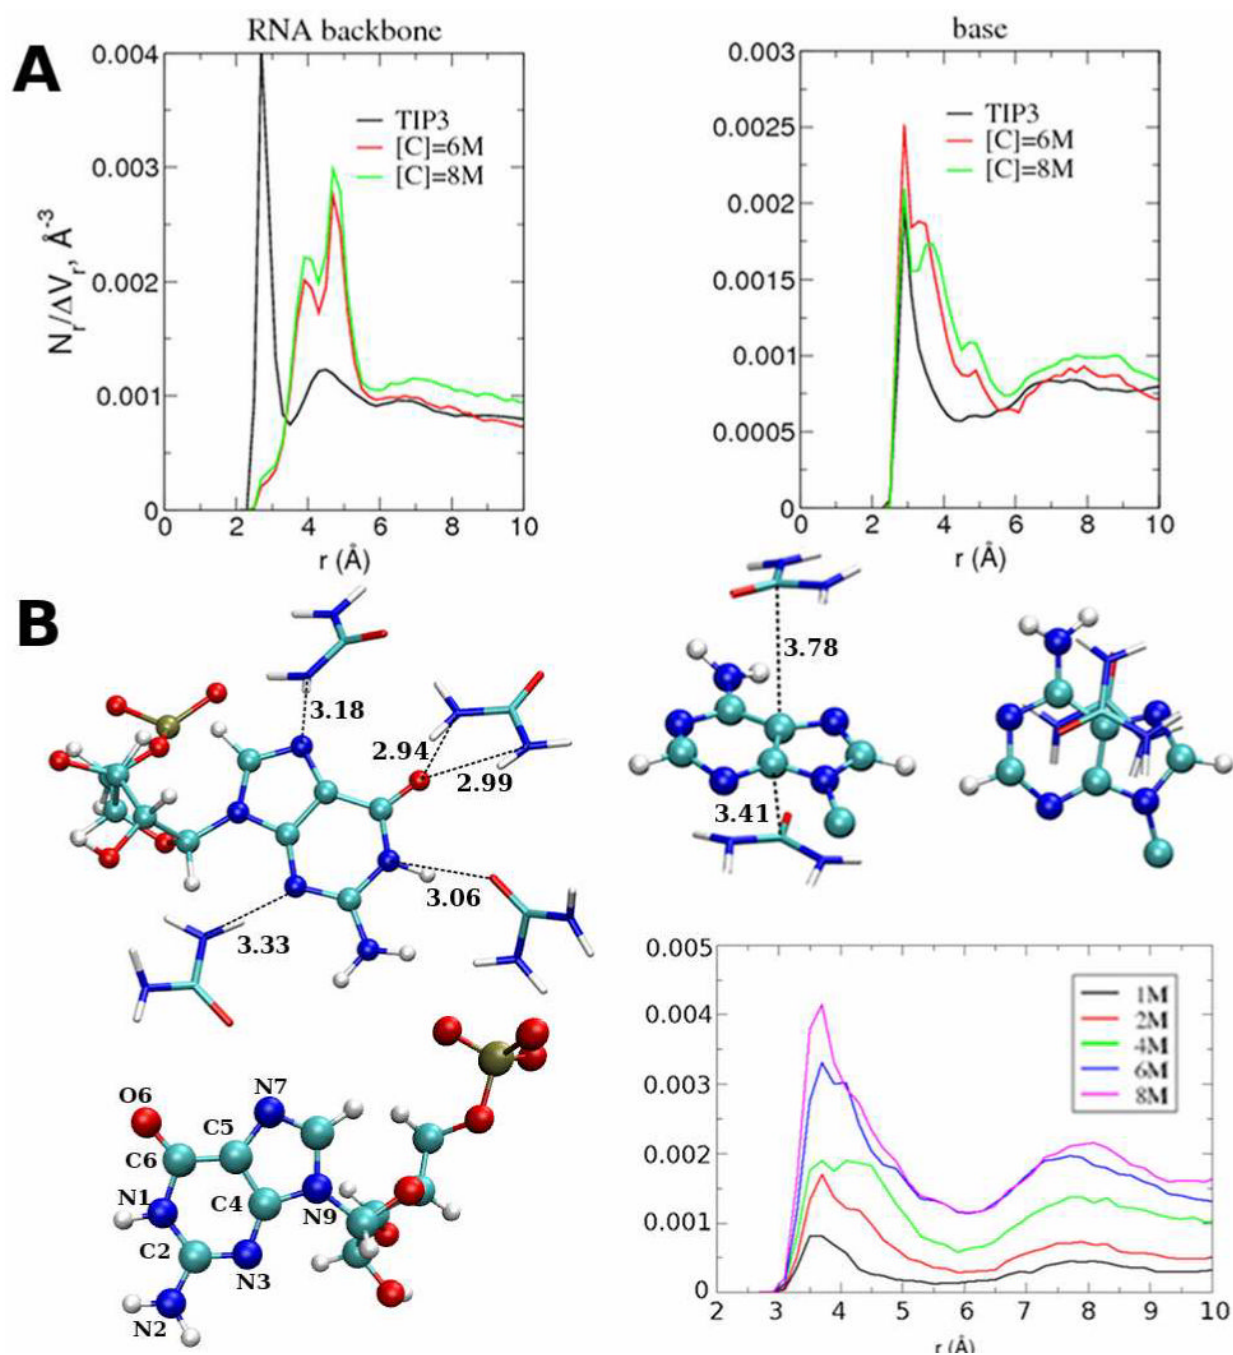 A
RNA backbone
0.004
0.003
0.002
0.001
0
TIP3
[C]=6M
[C]=8M
N_r/ΔV_r, Å^-3
0 2 4 6 8 10
r (Å)
base
0.003
0.0025
0.002
0.0015
0.001
0.0005
0
TIP3
[C]=6M
[C]=8M
0 2 4 6 8 10
r (Å)
B
3.18
2.94
2.99
3.06
3.33
3.78
3.41
O6
N7
C5
C6
N1
C4
N9
C2
N3
N2
0.005
0.004
0.003
0.002
0.001
0
1M
2M
4M
6M
8M
2 3 4 5 6 7 8 9 10
r (Å)